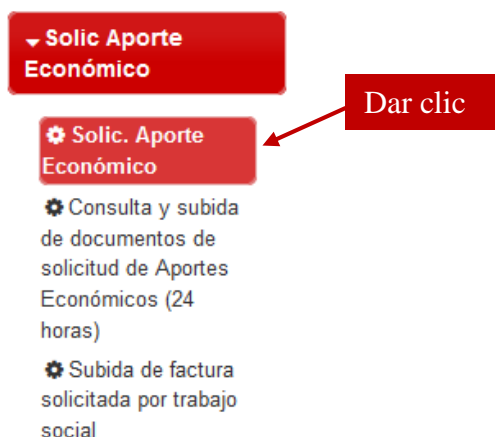 Solic Aporte
Económico
Dar clic
Solic. Aporte
Económico
Consulta y subida
de documentos de
solicitud de Aportes
Económicos (24
horas)
Subida de factura
solicitada por trabajo
social